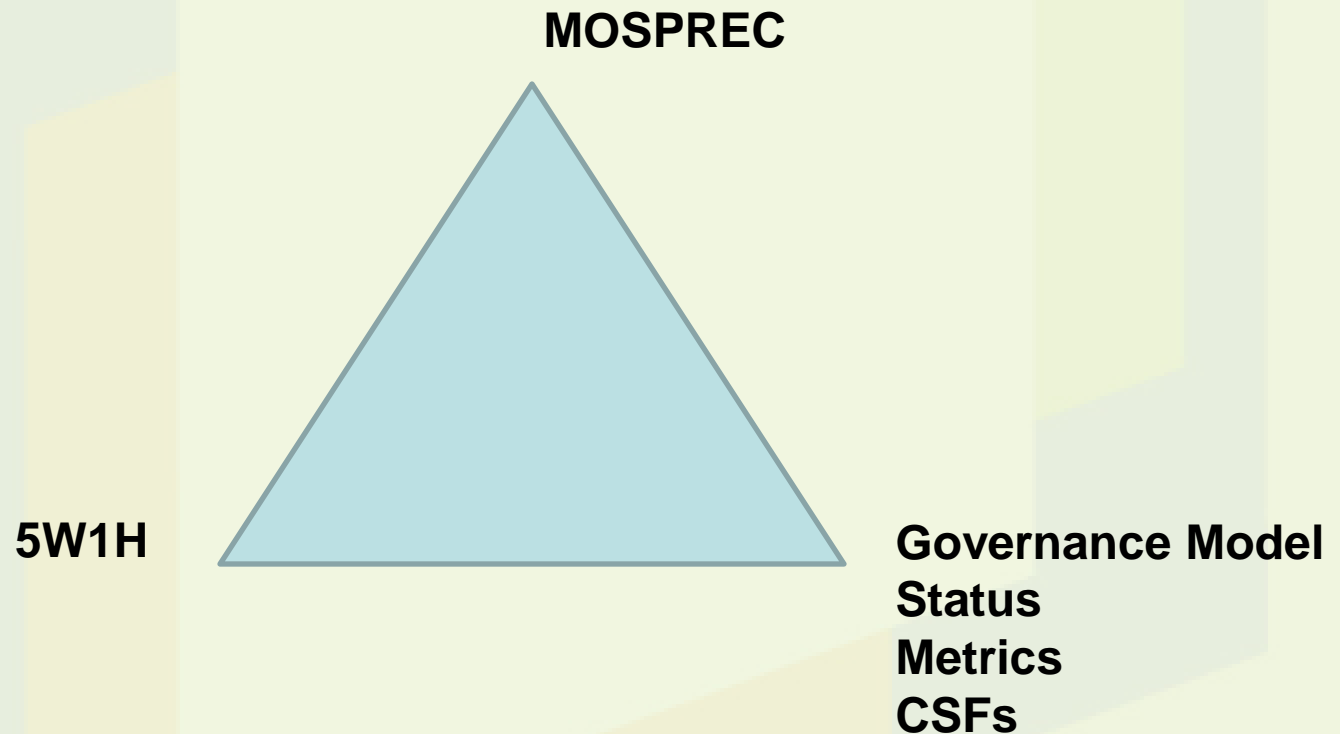 MOSPREC
5W1H
Governance Model
Status
Metrics
CSFs